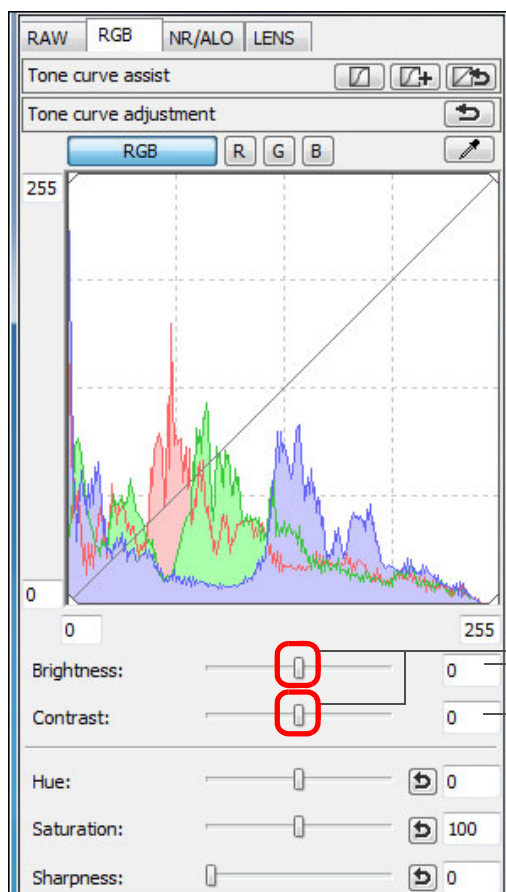 RAW RGB NR/ALO LENS
Tone curve assist
Tone curve adjustment
RGB R G B
255
0
0 255
Brightness: 0
Contrast: 0
Hue: 0
Saturation: 100
Sharpness: 0